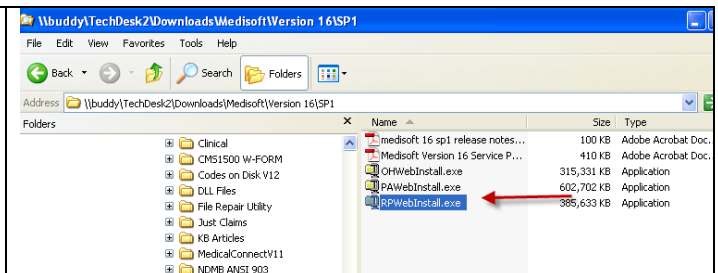 \\buddy\TechDesk2\Downloads\Medisoft\Version 16\SP1
File Edit View Favorites Tools Help
Back Search Folders
Address \\buddy\TechDesk2\Downloads\Medisoft\Version 16\SP1
Folders x Name Size Type
Clinical
CMS1500 W-FORM
Codes on Disk V12
DLL Files
File Repair Utility
Just Claims
KB Articles
MedicalConnectV11
NDMB ANSI 903
medisoft 16 sp1 release notes... 100 KB Adobe Acrobat Doc.
Medisoft Version 16 Service P... 410 KB Adobe Acrobat Doc.
OHWebInstall.exe 315,331 KB Application
PAWebInstall.exe 602,702 KB Application
RPWebInstall.exe 385,633 KB Application